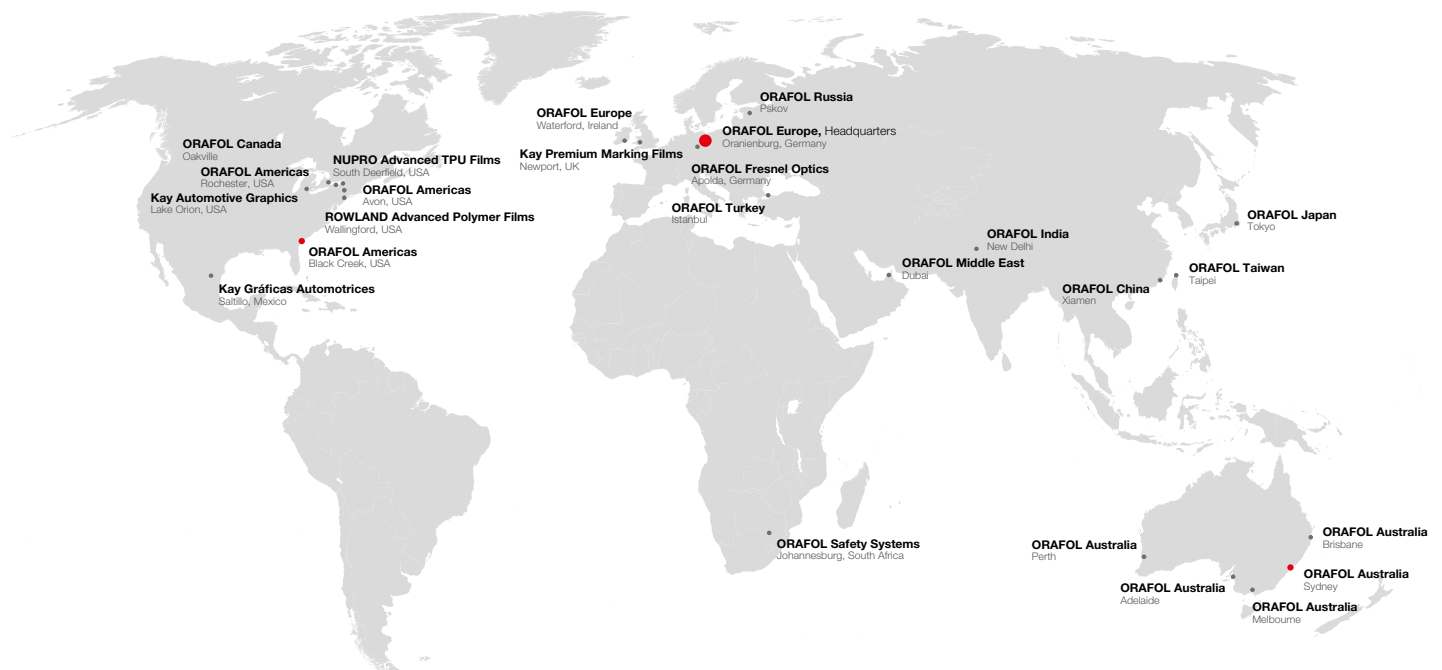 ORAFOL Canada
Oakville
ORAFOL Americas
Rochester, USA
Kay Automotive Graphics
Lake Orion, USA
NUPRO Advanced TPU Films
South Deerfield, USA
ORAFOL Americas
Avon, USA
ROWLAND Advanced Polymer Films
Wallingford, USA
ORAFOL Americas
Black Creek, USA
Kay Gráficas Automotrices
Saltillo, Mexico
ORAFOL Europe
Waterford, Ireland
Kay Premium Marking Films
Newport, UK
ORAFOL Russia
Pskov
ORAFOL Europe, Headquarters
Oranienburg, Germany
ORAFOL Fresnel Optics
Apolda, Germany
ORAFOL Turkey
Istanbul
ORAFOL India
New Delhi
ORAFOL Middle East
Dubai
ORAFOL Japan
Tokyo
ORAFOL Taiwan
Taipei
ORAFOL China
Xiamen
ORAFOL Safety Systems
Johannesburg, South Africa
ORAFOL Australia
Perth
ORAFOL Australia
Brisbane
ORAFOL Australia
Sydney
ORAFOL Australia
Adelaide
ORAFOL Australia
Melbourne